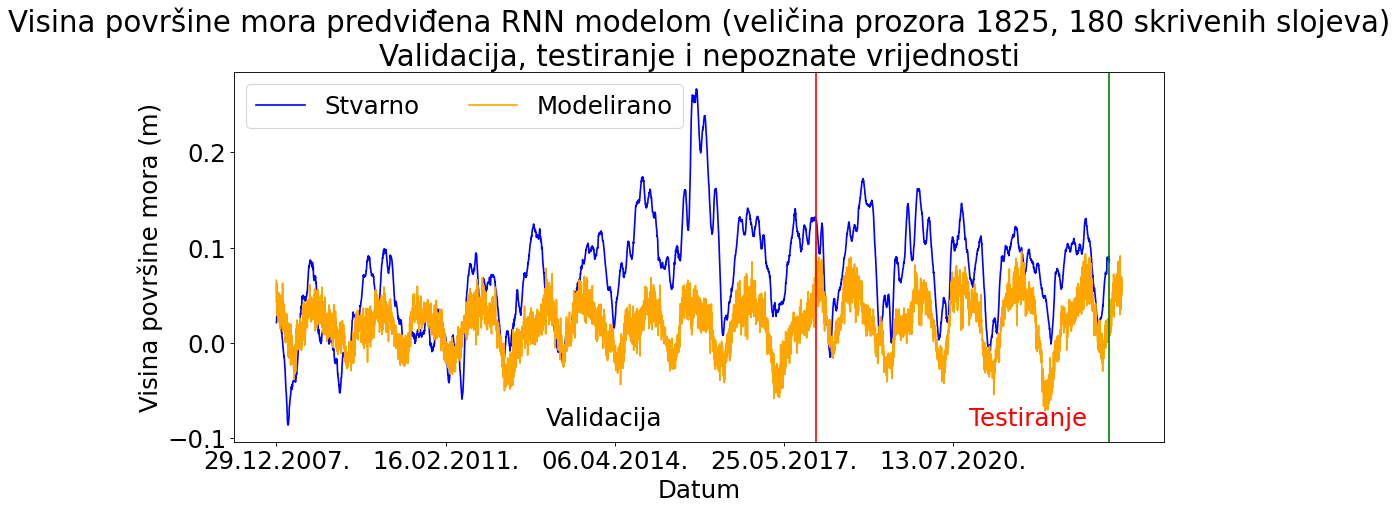 Visina površine mora predviđena RNN modelom (veličina prozora 1825, 180 skrivenih slojeva)
Validacija, testiranje i nepoznate vrijednosti
Stvarno
Modelirano
Visina površine mora (m)
0.2
0.1
0.0
−0.1
Validacija
Testiranje
29.12.2007.
16.02.2011.
06.04.2014.
25.05.2017.
13.07.2020.
Datum